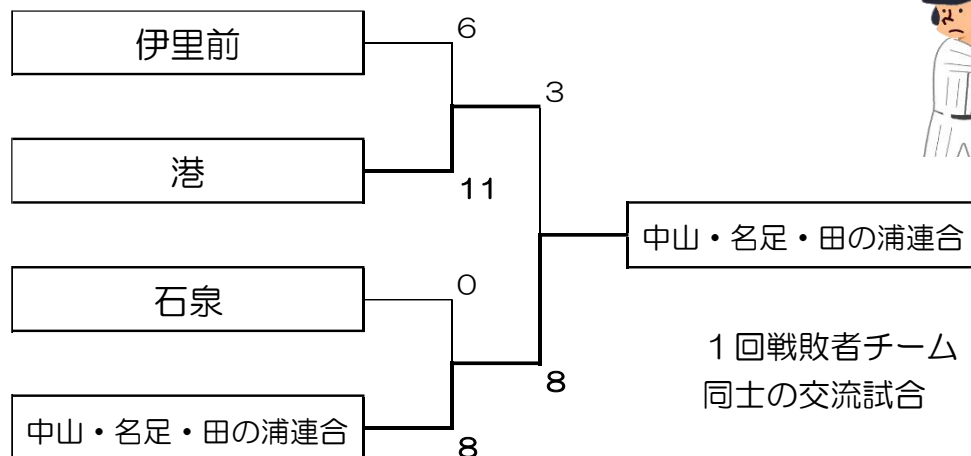 伊里前
6
3
港
11
中山・名足・田の浦連合
石泉
0
8
中山・名足・田の浦連合
8
１回戦敗者チーム
同士の交流試合